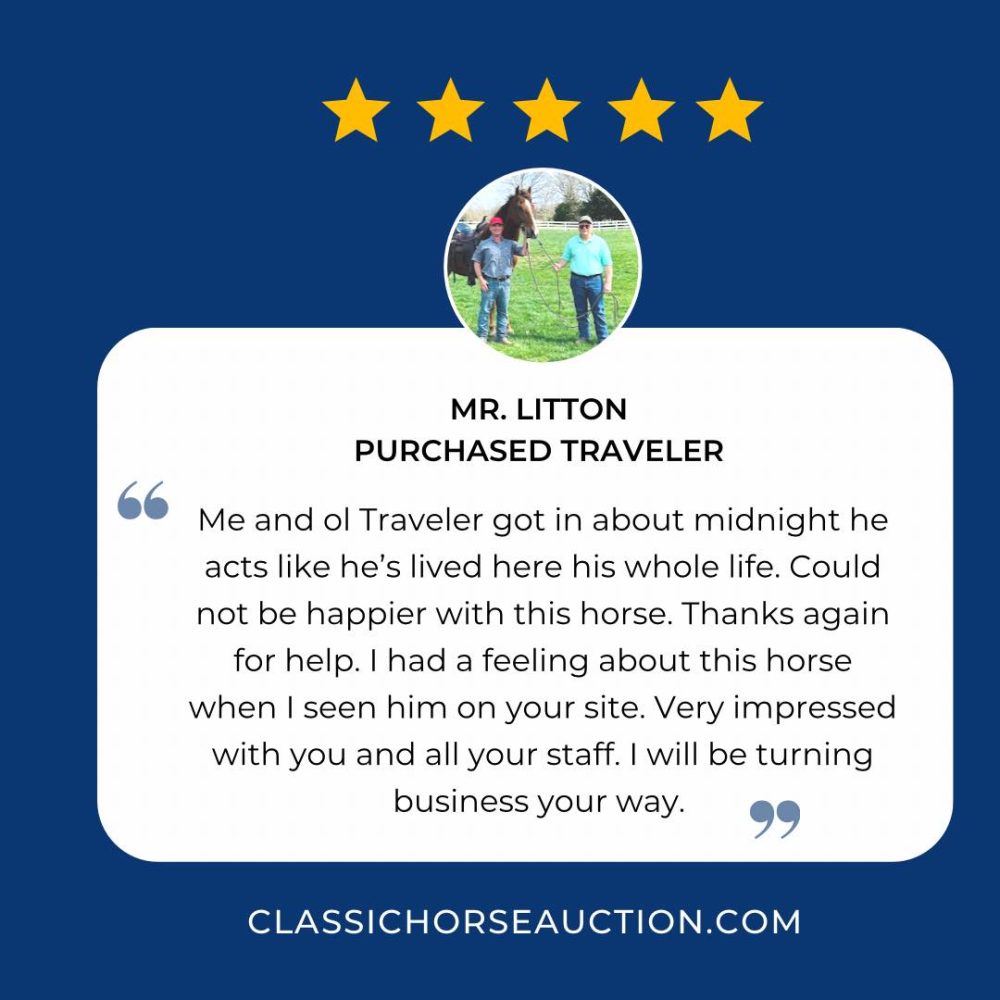 MR. LITTON
PURCHASED TRAVELER
“
Me and ol Traveler got in about midnight he
acts like he’s lived here his whole life. Could
not be happier with this horse. Thanks again
for help. I had a feeling about this horse
when I seen him on your site. Very impressed
with you and all your staff. I will be turning
business your way.
”
CLASSICHORSEAUCTION.COM